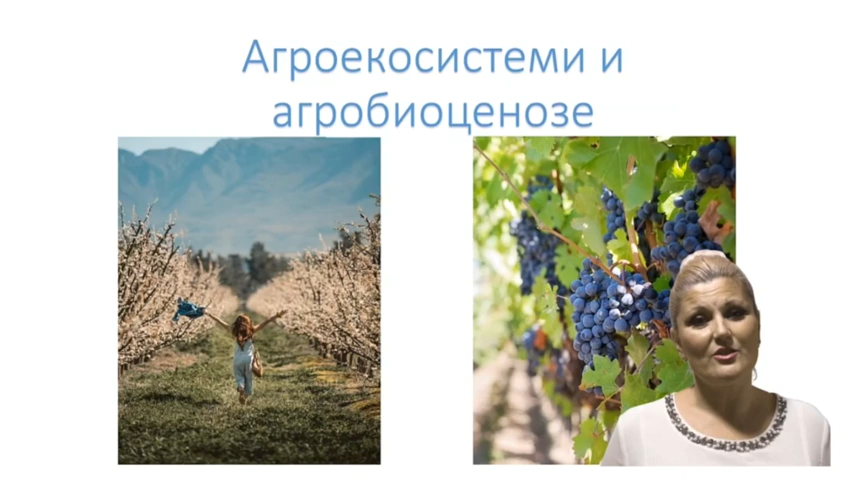 Агроекосистеми и
агробиоценозе